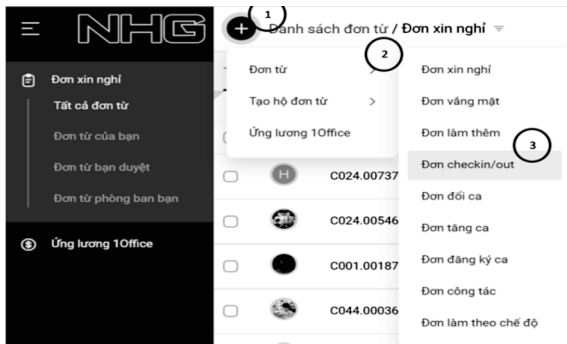 NHG
Đơn xin nghỉ
Tất cả đơn từ
Đơn từ của bạn
Đơn từ bạn duyệt
Đơn từ phòng ban bạn
Ứng lương 1Office
1
Danh sách đơn từ / Đơn xin nghỉ
2
Đơn từ
Tạo hộ đơn từ
Ứng lương 1Office
Đơn xin nghỉ
Đơn vắng mặt
Đơn làm thêm
3
Đơn checkin/out
Đơn đổi ca
Đơn tăng ca
Đơn đăng ký ca
Đơn công tác
Đơn làm theo chế độ
H
C024.00737
C024.00546
C001.00187
C044.00036